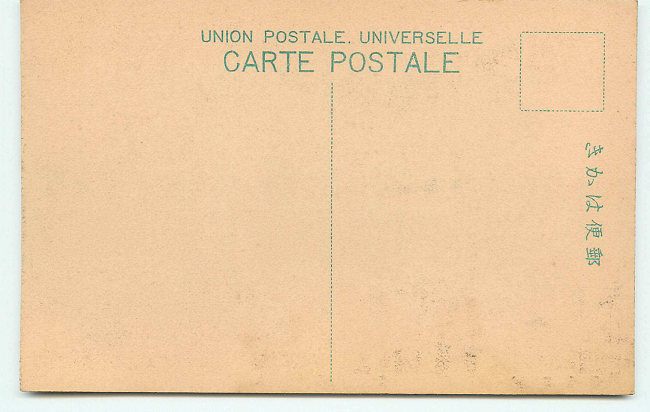 UNION POSTALE, UNIVERSELLE
CARTE POSTALE
郵便はかき